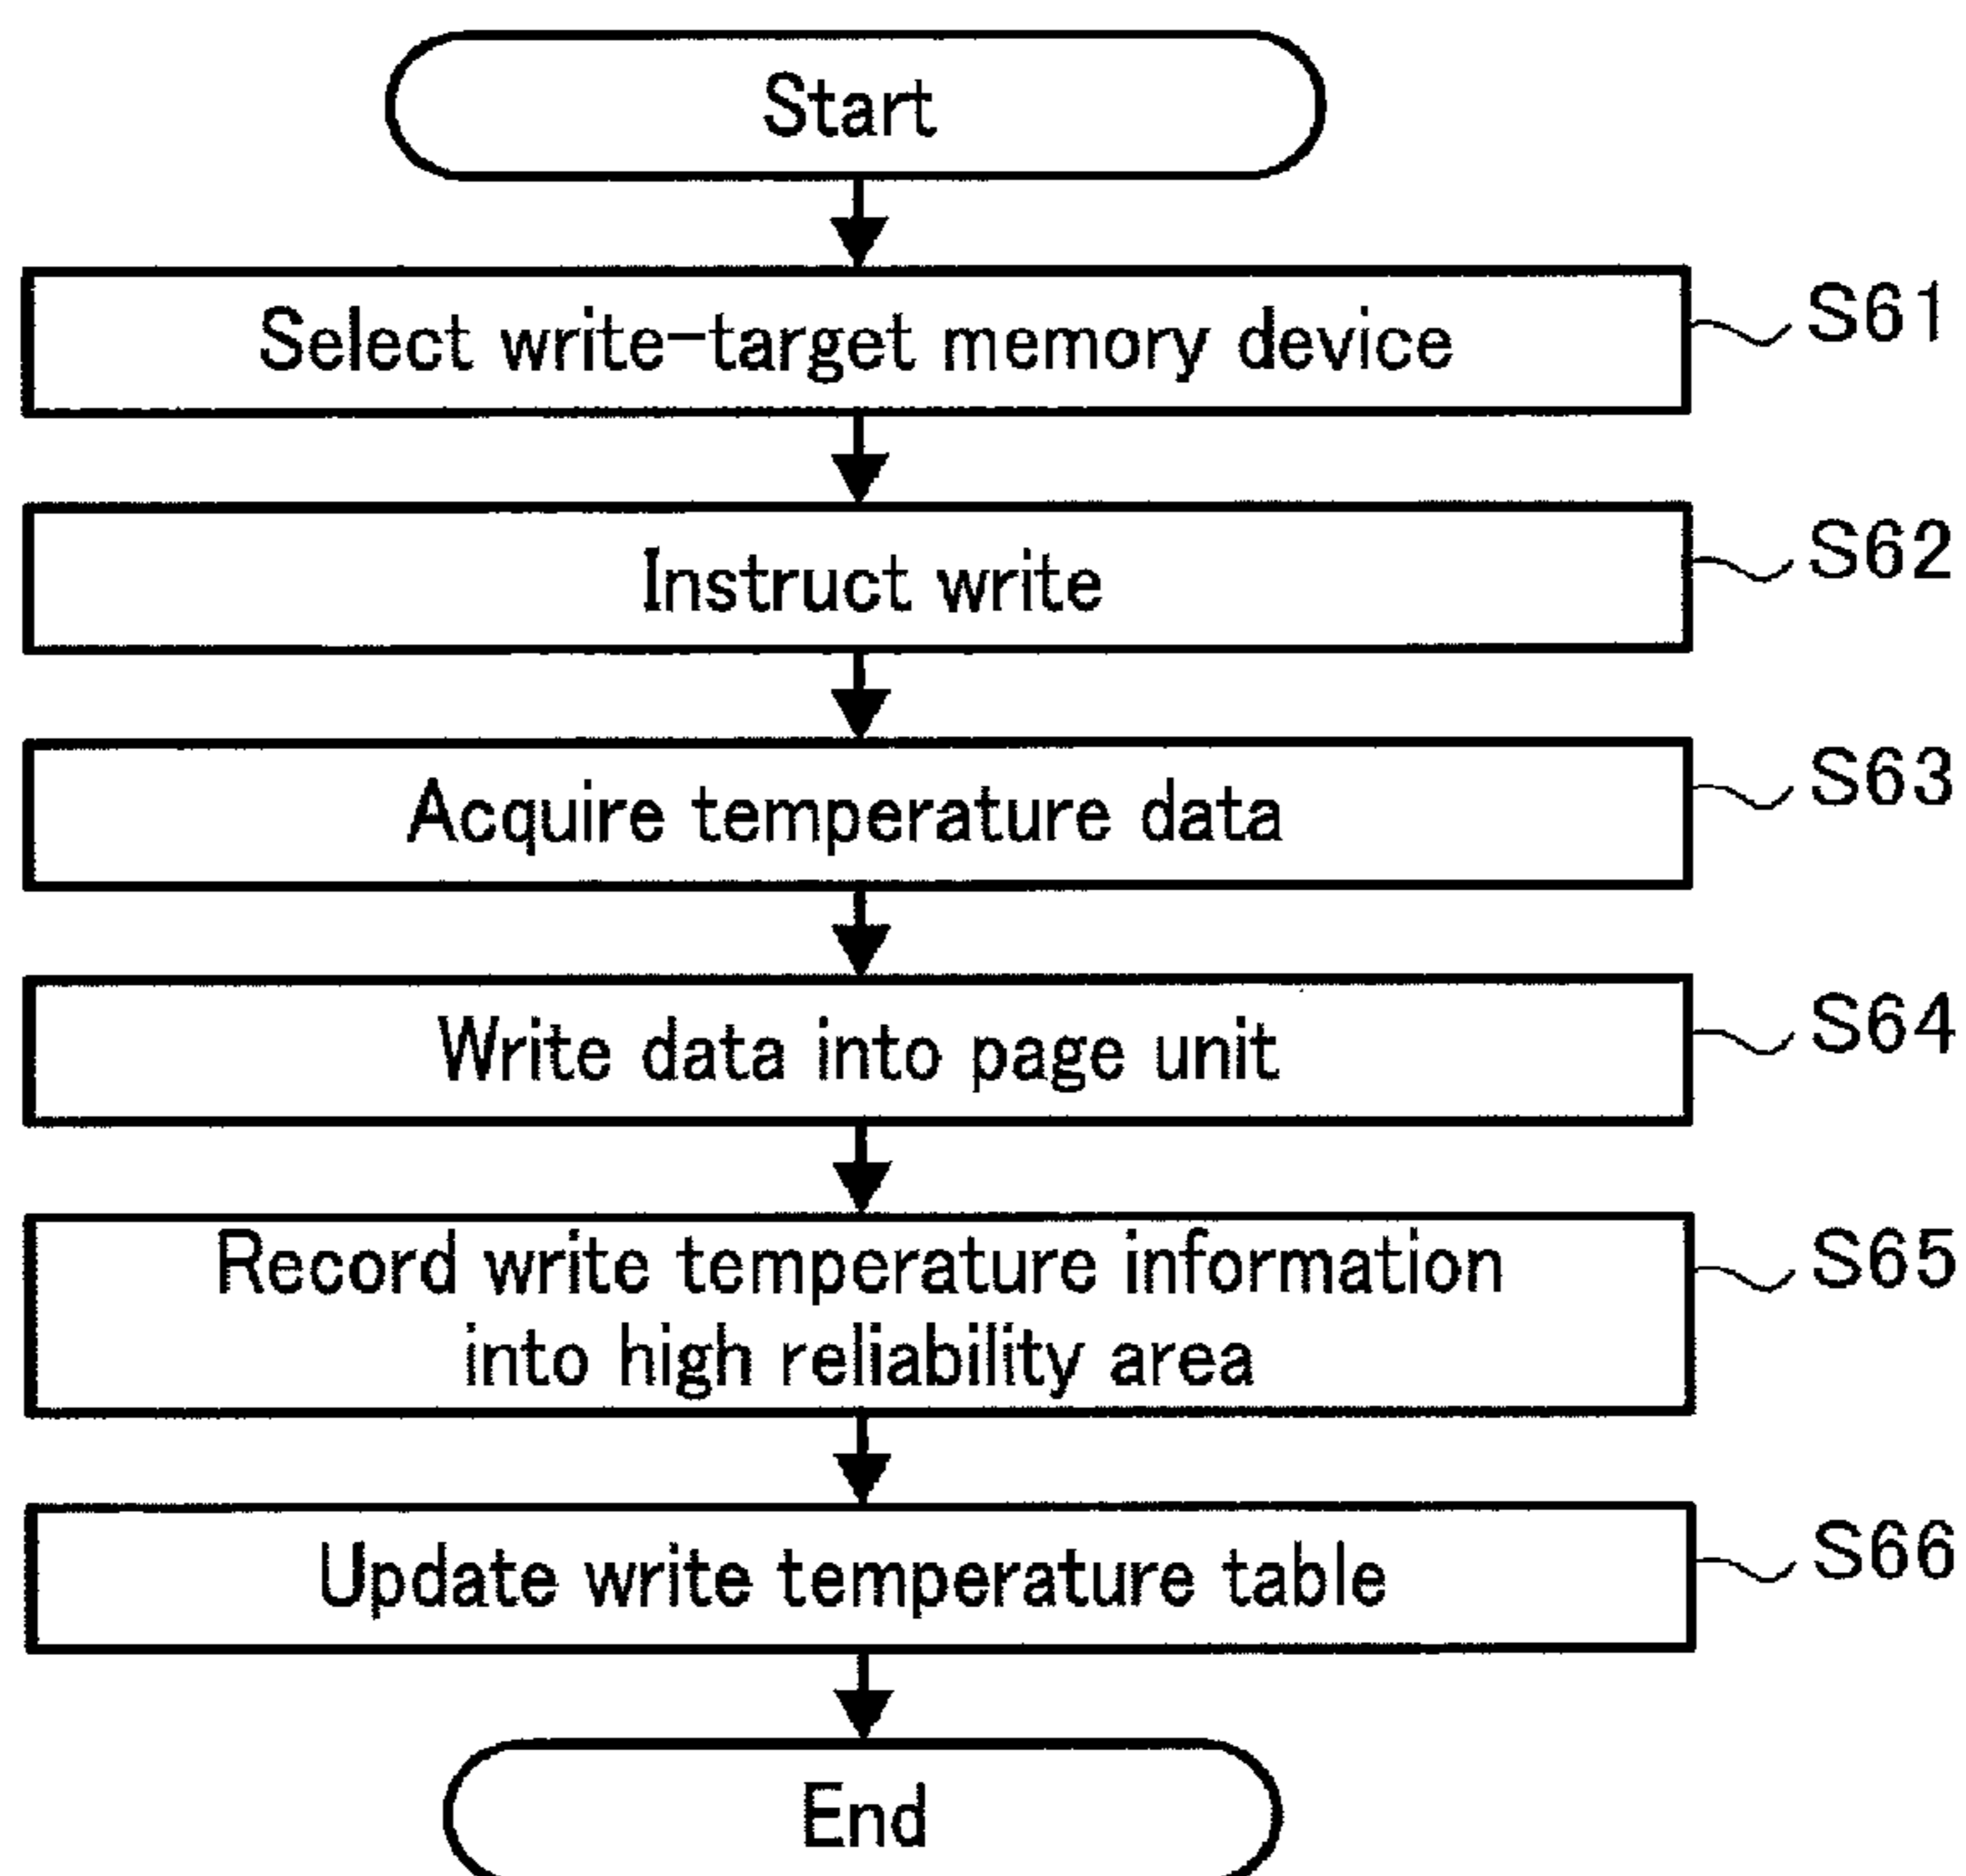 Start
Select write-target memory device
S61
Instruct write
S62
Acquire temperature data
S63
Write data into page unit
S64
Record write temperature information
into high reliability area
S65
Update write temperature table
S66
End